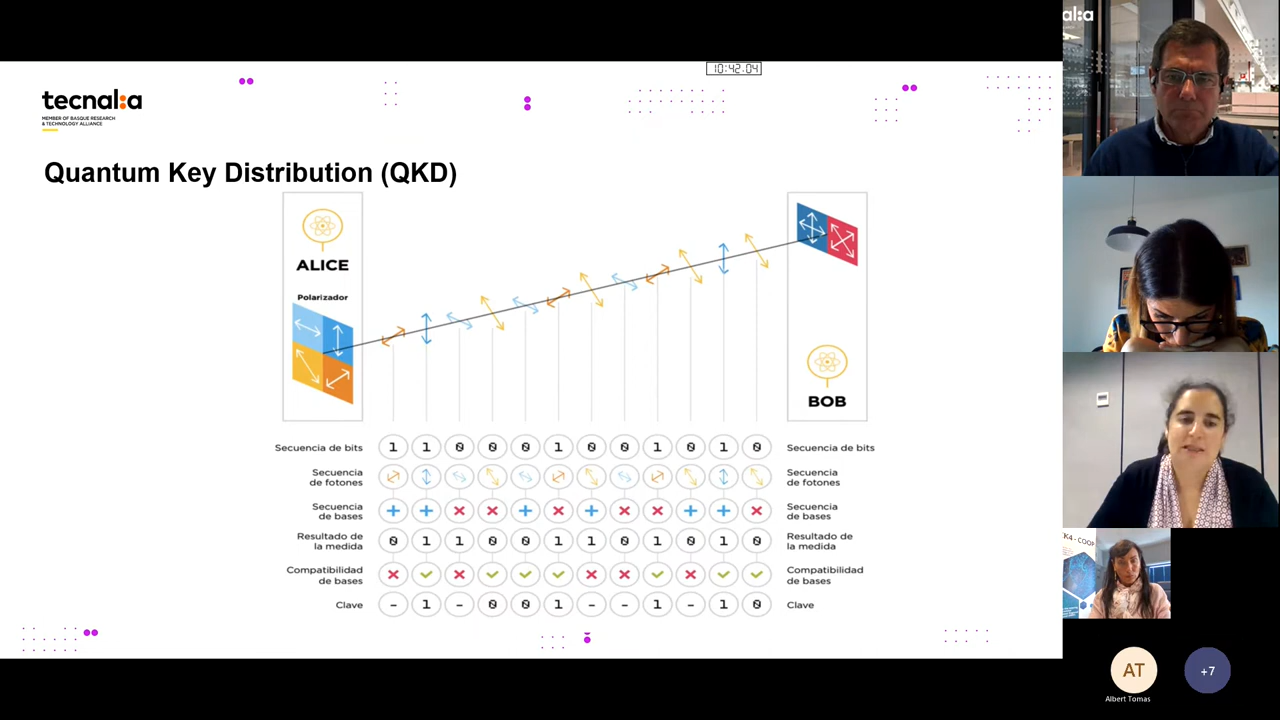 10:42:04
tecnal:a
MEMBER OF BASQUE RESEARCH
& TECHNOLOGY ALLIANCE
Quantum Key Distribution (QKD)
ALICE
Polarizador
BOB
Secuencia de bits 1 1 0 0 0 1 0 0 1 0 1 0 Secuencia de bits
Secuencia
de fotones
Secuencia
de fotones
Secuencia
de bases
+ + × × + × + × × + + ×
Secuencia
de bases
Resultado de
la medida
0 1 1 0 0 1 1 0 1 0 1 0
Resultado de
la medida
Compatibilidad
de bases
Compatibilidad
de bases
Clave - 1 - 0 0 1 - - 1 - 1 0 Clave
al:a
K4-COOP
AT
Albert Tomas
+7